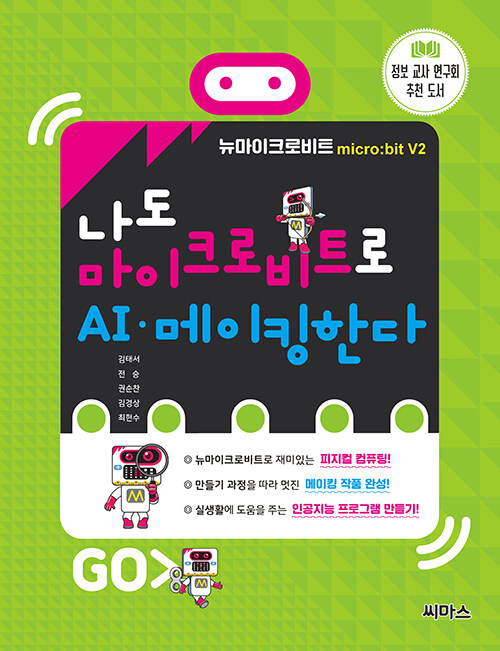 정보 교사 연구회
추천 도서
뉴마이크로비트 micro:bit V2
나도
마이크로비트로
AI·메이킹한다
김태서
전 승
권순찬
김경상
최현수
◎ 뉴마이크로비트로 재미있는 피지컬 컴퓨팅!
◎ 만들기 과정을 따라 멋진 메이킹 작품 완성!
◎ 실생활에 도움을 주는 인공지능 프로그램 만들기!
M
M
GO>
M
씨마스